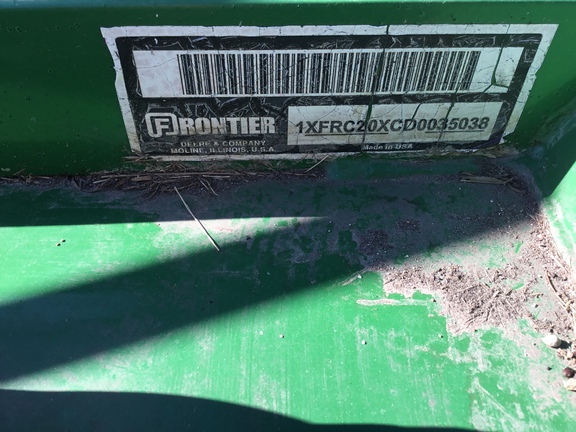 FRONTIER
1XFRC20XCD0035038
DEERE & COMPANY
MOLINE, ILLINOIS, U.S.A.
Made in USA